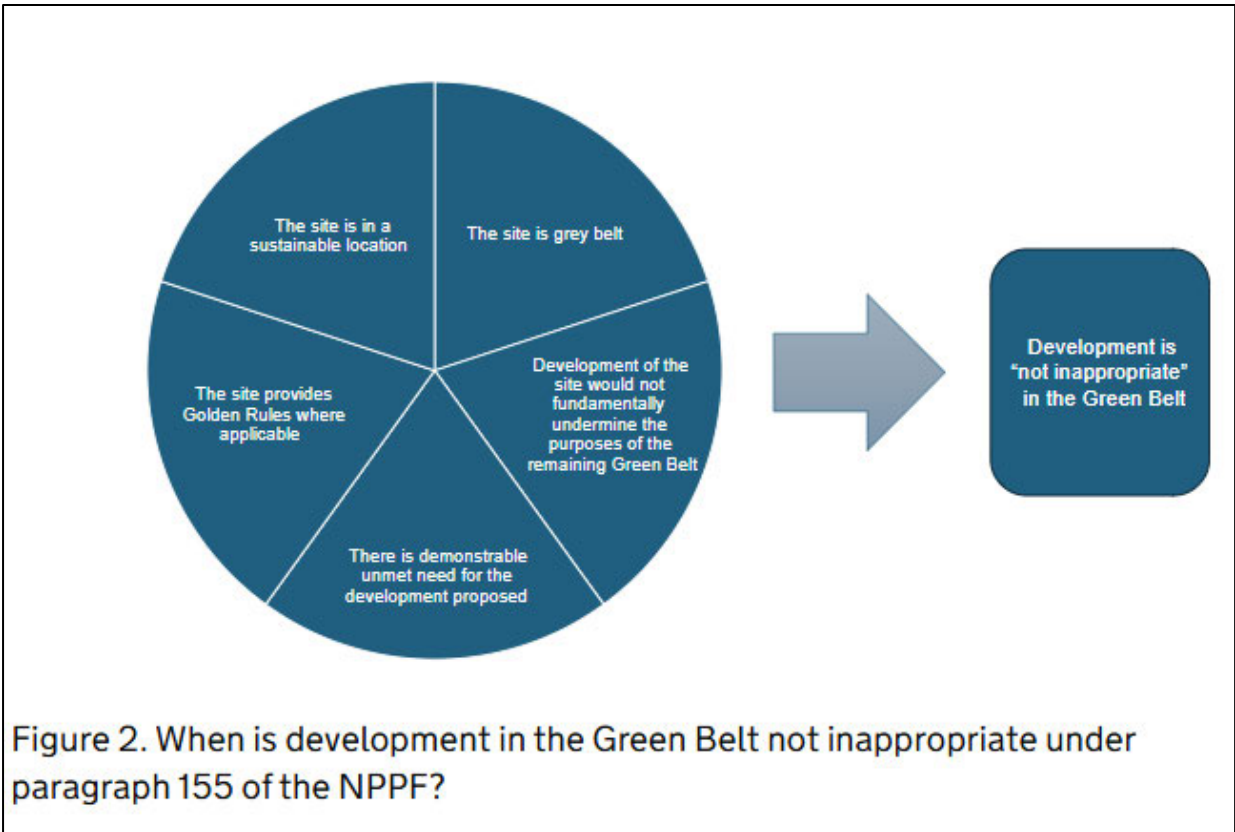 The site is in a
sustainable location
The site is grey belt
Development of the
site would not
fundamentally
undermine the
purposes of the
remaining Green Belt
There is demonstrable
unmet need for the
development proposed
The site provides
Golden Rules where
applicable
Development is
“not inappropriate”
in the Green Belt
Figure 2. When is development in the Green Belt not inappropriate under
paragraph 155 of the NPPF?